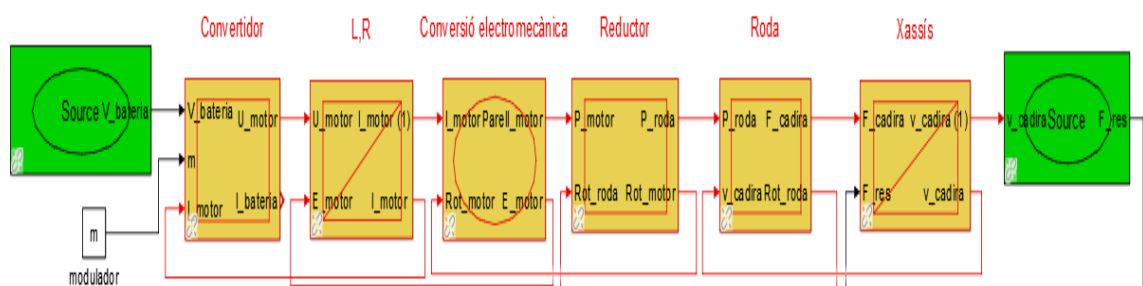 Convertidor
L,R
Conversió electromecànica
Reductor
Roda
Xassís
Source
V_bateria
V_bateria
U_motor
m
I_motor
I_bateria
U_motor
I_motor (1)
E_motor
I_motor
I_motor
Parell_motor
Rot_motor
E_motor
P_motor
P_roda
Rot_roda
Rot_motor
P_roda
F_cadira
v_cadira
Rot_roda
F_cadira
v_cadira (1)
F_res
v_cadira
v_cadira
Source
F_res
m
modulador